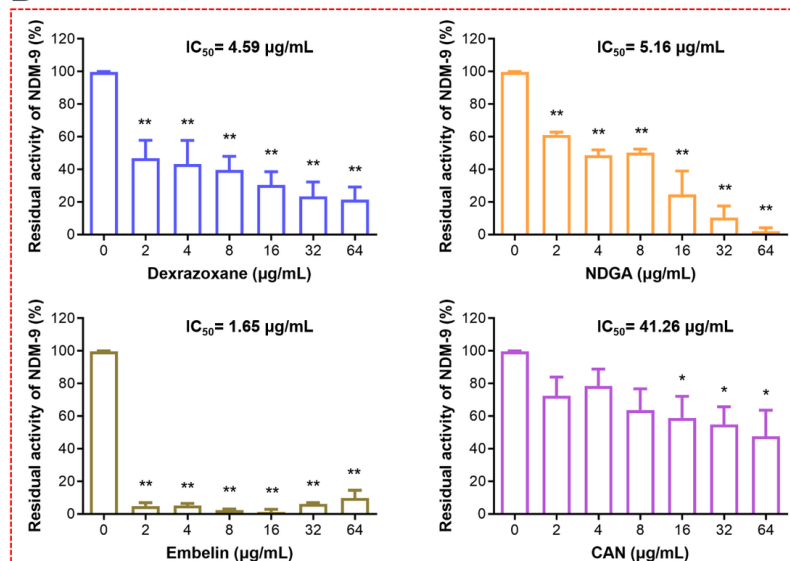 IC50= 4.59 µg/mL
Residual activity of NDM-9 (%)
120
100
80
60
40
20
0
** ** ** ** ** **
0 2 4 8 16 32 64
Dexrazoxane (µg/mL)
IC50= 5.16 µg/mL
Residual activity of NDM-9 (%)
120
100
80
60
40
20
0
** ** ** ** ** **
0 2 4 8 16 32 64
NDGA (µg/mL)
IC50= 1.65 µg/mL
Residual activity of NDM-9 (%)
120
100
80
60
40
20
0
** ** ** ** ** **
0 2 4 8 16 32 64
Embelin (µg/mL)
IC50= 41.26 µg/mL
Residual activity of NDM-9 (%)
120
100
80
60
40
20
0
* * *
0 2 4 8 16 32 64
CAN (µg/mL)